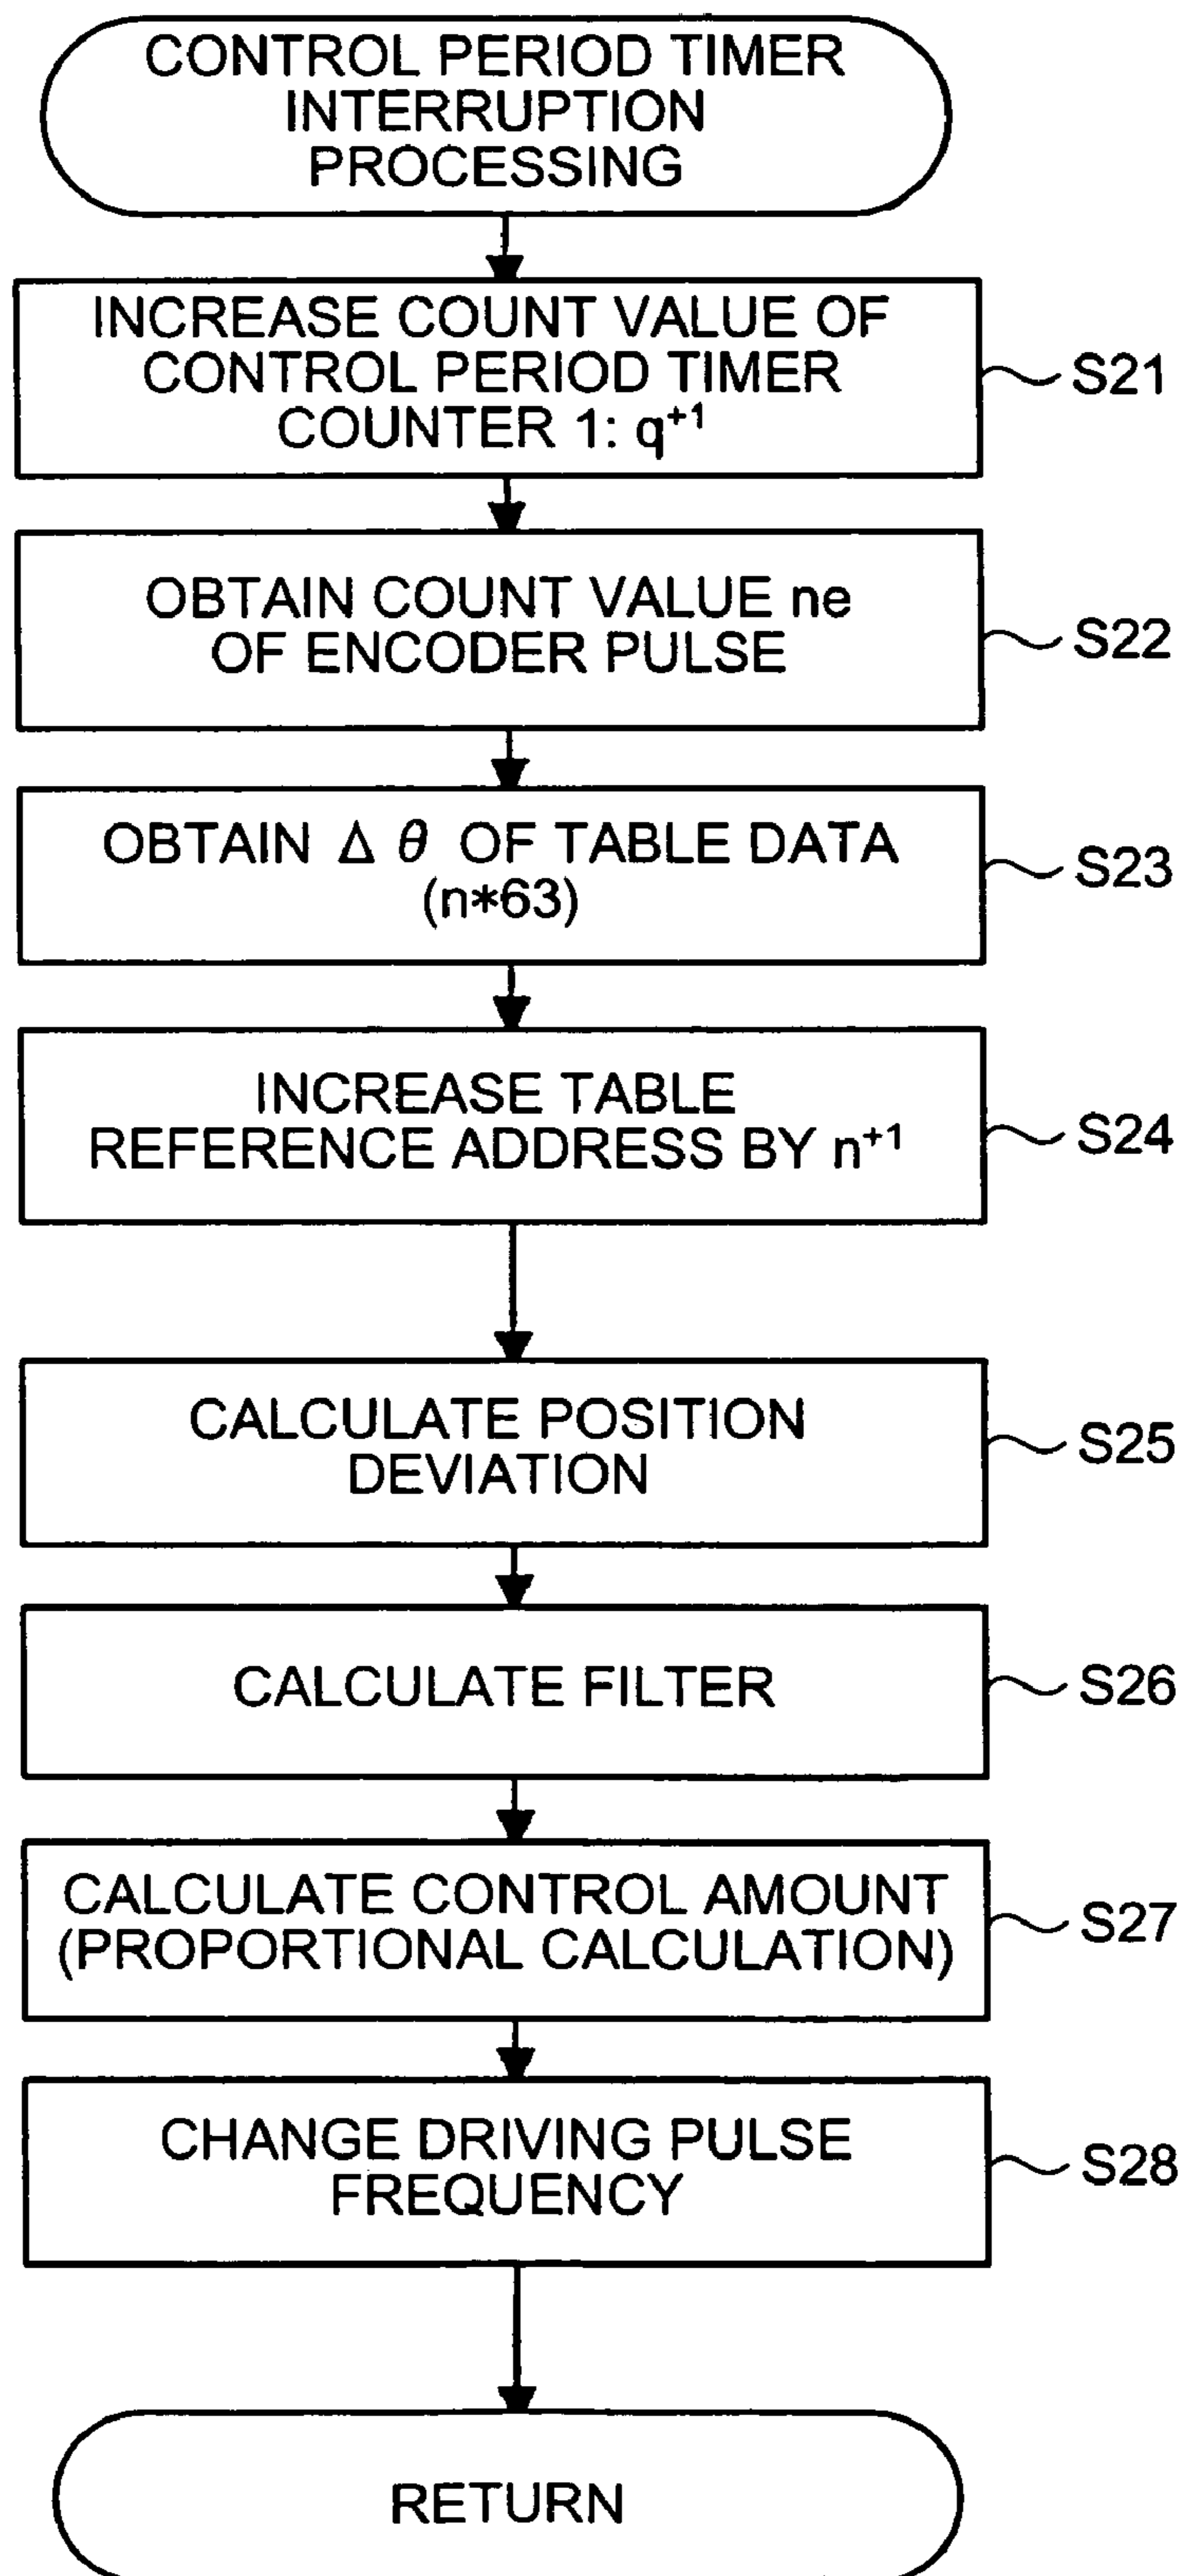 CONTROL PERIOD TIMER
INTERRUPTION
PROCESSING
INCREASE COUNT VALUE OF
CONTROL PERIOD TIMER
COUNTER 1: q⁺¹
S21
OBTAIN COUNT VALUE ne
OF ENCODER PULSE
S22
OBTAIN Δ θ OF TABLE DATA
(n*63)
S23
INCREASE TABLE
REFERENCE ADDRESS BY n⁺¹
S24
CALCULATE POSITION
DEVIATION
S25
CALCULATE FILTER
S26
CALCULATE CONTROL AMOUNT
(PROPORTIONAL CALCULATION)
S27
CHANGE DRIVING PULSE
FREQUENCY
S28
RETURN